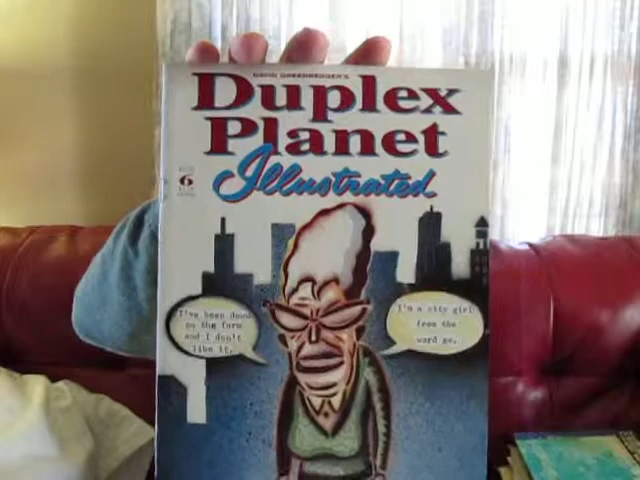 DAVID GREENBERGER'S
Duplex
Planet
Illustrated
6
I've been down
on the farm
and I don't
like it.
I'm a city girl
from the
word go.